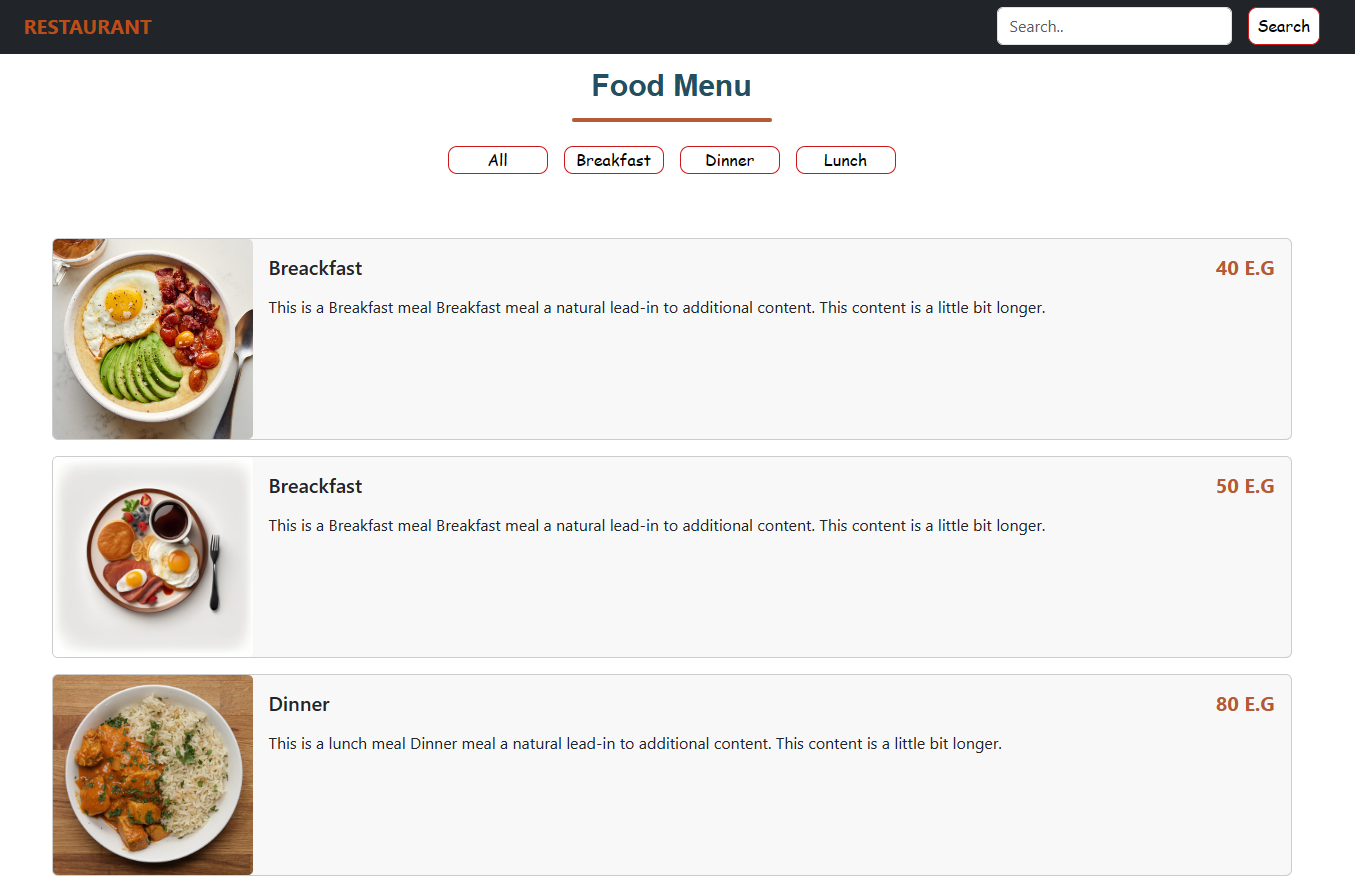 RESTAURANT
Search..
Search
Food Menu
All
Breakfast
Dinner
Lunch
Breackfast
40 E.G
This is a Breakfast meal Breakfast meal a natural lead-in to additional content. This content is a little bit longer.
Breackfast
50 E.G
This is a Breakfast meal Breakfast meal a natural lead-in to additional content. This content is a little bit longer.
Dinner
80 E.G
This is a lunch meal Dinner meal a natural lead-in to additional content. This content is a little bit longer.